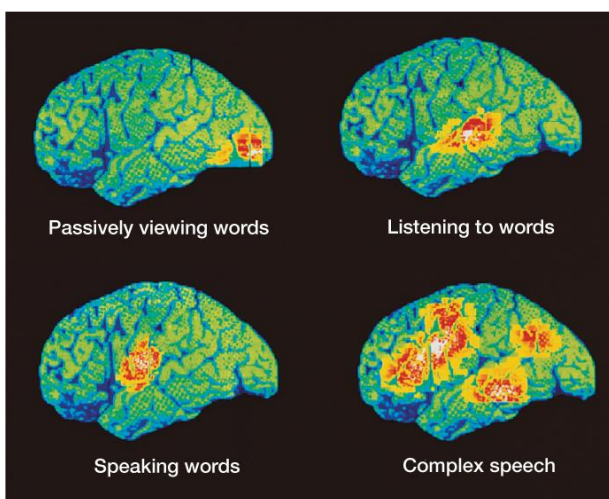 Passively viewing words
Listening to words
Speaking words
Complex speech